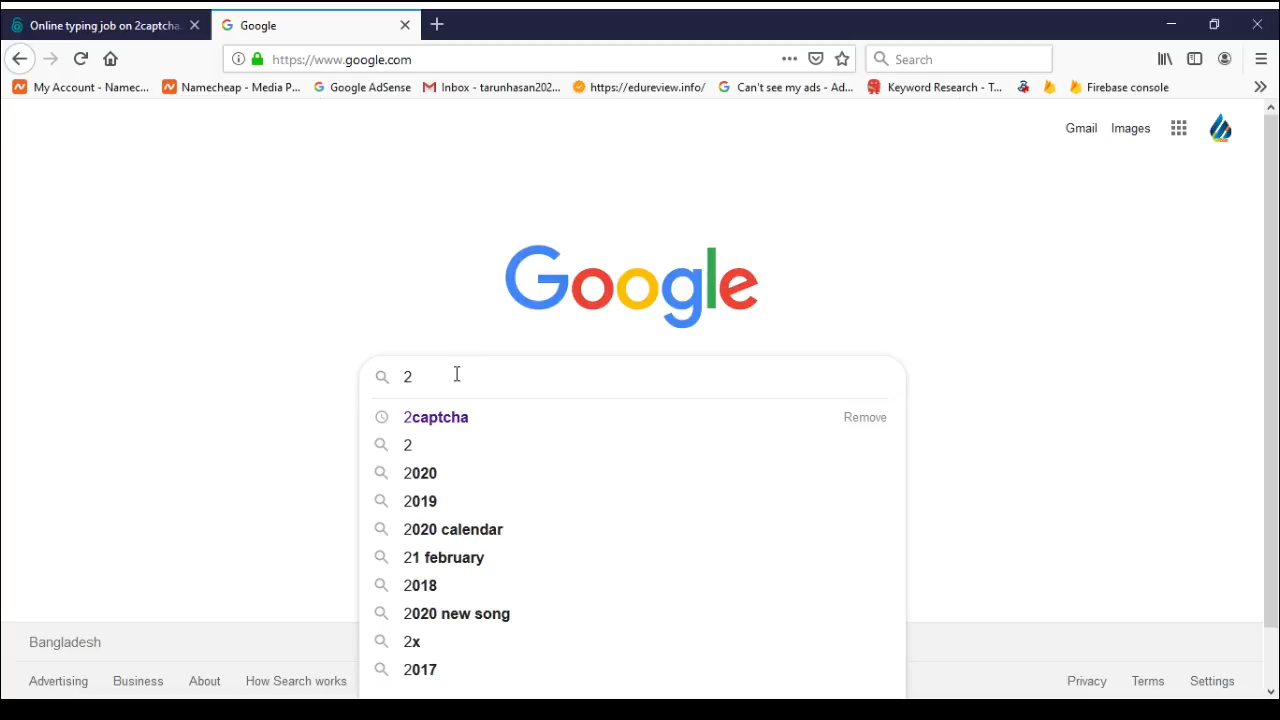 Online typing job on 2captcha.
Google
https://www.google.com
Search
My Account - Namec...
Namecheap - Media P...
Google AdSense
Inbox - tarunhasan202...
https://edureview.info/
Can't see my ads - Ad...
Keyword Research - T...
Firebase console
Gmail
Images
Google
2
2captcha
Remove
2
2020
2019
2020 calendar
21 february
2018
2020 new song
2x
2017
Bangladesh
Advertising
Business
About
How Search works
Privacy
Terms
Settings